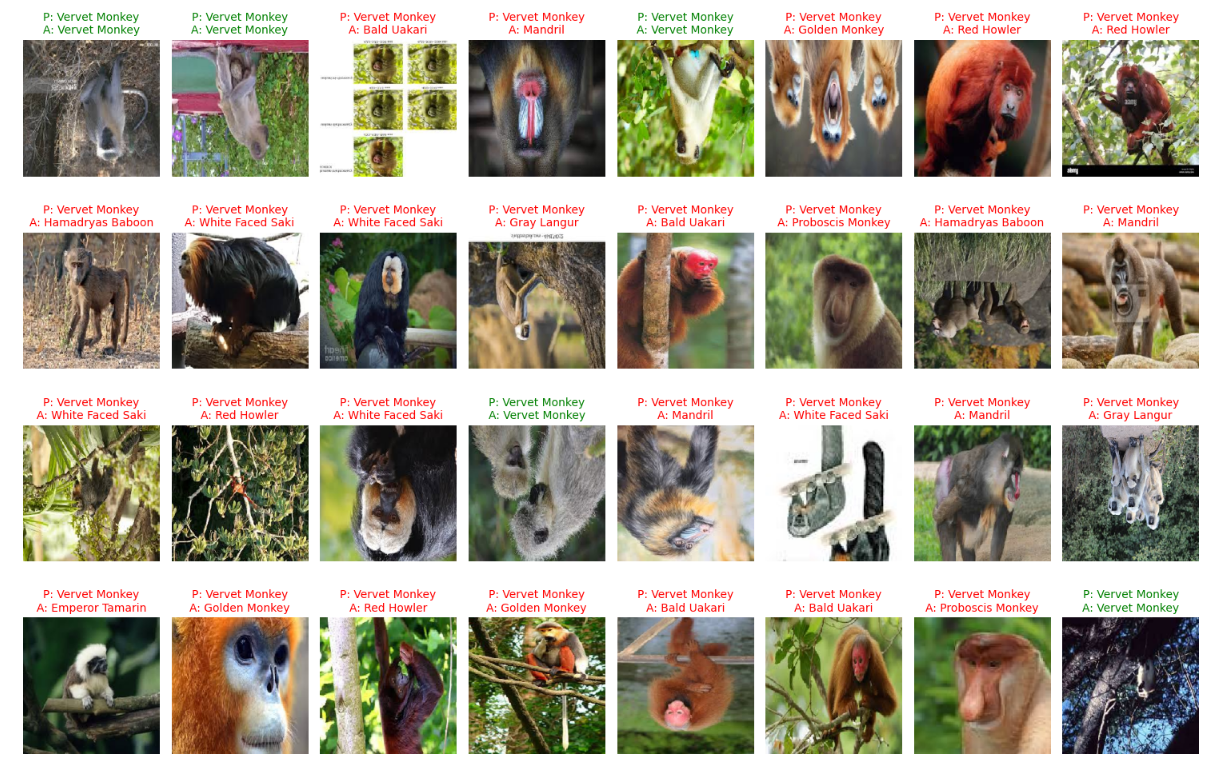 P: Vervet Monkey
A: Vervet Monkey
P: Vervet Monkey
A: Vervet Monkey
P: Vervet Monkey
A: Bald Uakari
P: Vervet Monkey
A: Mandril
P: Vervet Monkey
A: Vervet Monkey
P: Vervet Monkey
A: Golden Monkey
P: Vervet Monkey
A: Red Howler
P: Vervet Monkey
A: Red Howler
alamy
alamy
P: Vervet Monkey
A: Hamadryas Baboon
P: Vervet Monkey
A: White Faced Saki
P: Vervet Monkey
A: White Faced Saki
P: Vervet Monkey
A: Gray Langur
P: Vervet Monkey
A: Bald Uakari
P: Vervet Monkey
A: Proboscis Monkey
P: Vervet Monkey
A: Hamadryas Baboon
P: Vervet Monkey
A: Mandril
P: Vervet Monkey
A: White Faced Saki
P: Vervet Monkey
A: Red Howler
P: Vervet Monkey
A: White Faced Saki
P: Vervet Monkey
A: Vervet Monkey
P: Vervet Monkey
A: Mandril
P: Vervet Monkey
A: White Faced Saki
P: Vervet Monkey
A: Mandril
P: Vervet Monkey
A: Gray Langur
P: Vervet Monkey
A: Emperor Tamarin
P: Vervet Monkey
A: Golden Monkey
P: Vervet Monkey
A: Red Howler
P: Vervet Monkey
A: Golden Monkey
P: Vervet Monkey
A: Bald Uakari
P: Vervet Monkey
A: Bald Uakari
P: Vervet Monkey
A: Proboscis Monkey
P: Vervet Monkey
A: Vervet Monkey